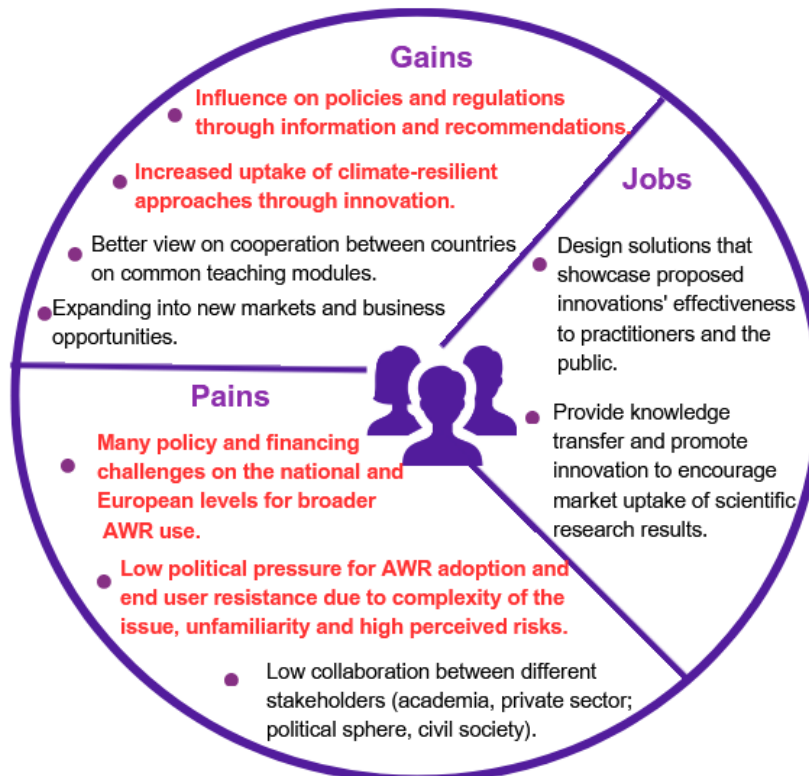 Gains
Influence on policies and regulations
through information and recommendations.
Increased uptake of climate-resilient
approaches through innovation.
Better view on cooperation between countries
on common teaching modules.
Expanding into new markets and business
opportunities.
Jobs
Design solutions that
showcase proposed
innovations' effectiveness
to practitioners and the
public.
Provide knowledge
transfer and promote
innovation to encourage
market uptake of scientific
research results.
Pains
Many policy and financing
challenges on the national and
European levels for broader
AWR use.
Low political pressure for AWR adoption and
end user resistance due to complexity of the
issue, unfamiliarity and high perceived risks.
Low collaboration between different
stakeholders (academia, private sector;
political sphere, civil society).